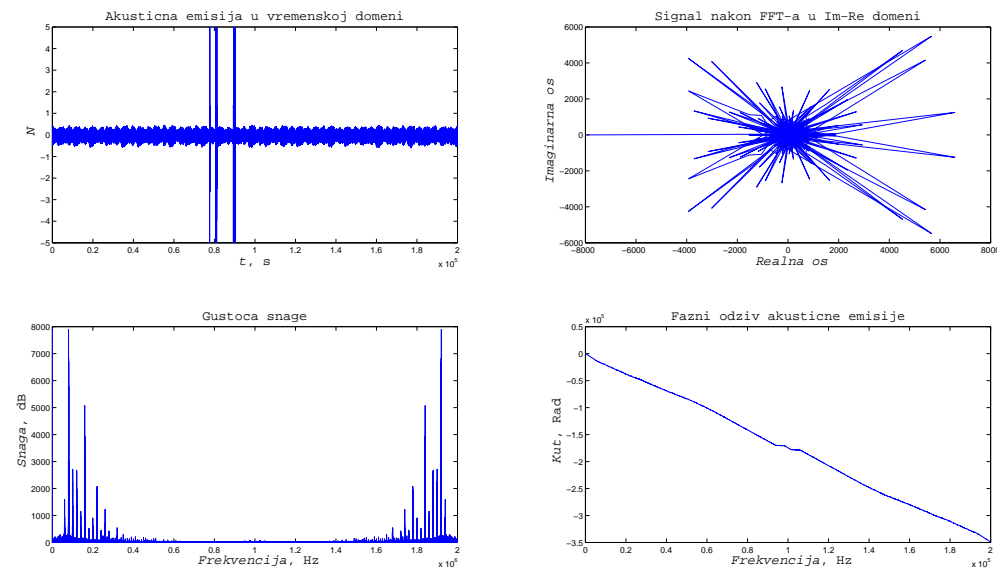 Akusticna emisija u vremenskoj domeni
5
4
3
2
1
0
−1
−2
−3
−4
−5
N
0 0.2 0.4 0.6 0.8 1 1.2 1.4 1.6 1.8 2
x 10^5
t, s
Signal nakon FFT-a u Im-Re domeni
6000
4000
2000
0
−2000
−4000
−6000
Imaginarna os
−8000 −6000 −4000 −2000 0 2000 4000 6000 8000
Realna os
Gustoca snage
8000
7000
6000
5000
4000
3000
2000
1000
0
Snaga, dB
0 0.2 0.4 0.6 0.8 1 1.2 1.4 1.6 1.8 2
x 10^6
Frekvencija, Hz
Fazni odziv akusticne emisije
x 10^5
0.5
0
−0.5
−1
−1.5
−2
−2.5
−3
−3.5
Kut, Rad
0 0.2 0.4 0.6 0.8 1 1.2 1.4 1.6 1.8 2
x 10^5
Frekvencija, Hz